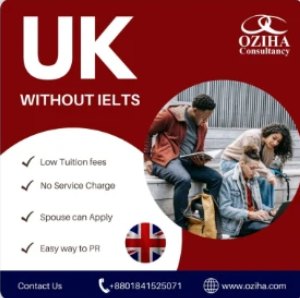 OZIHA
Consultancy
UK
WITHOUT IELTS
Low Tuition fees
No Service Charge
Spouse can Apply
Easy way to PR
Contact Us
+8801841525071
www.oziha.com